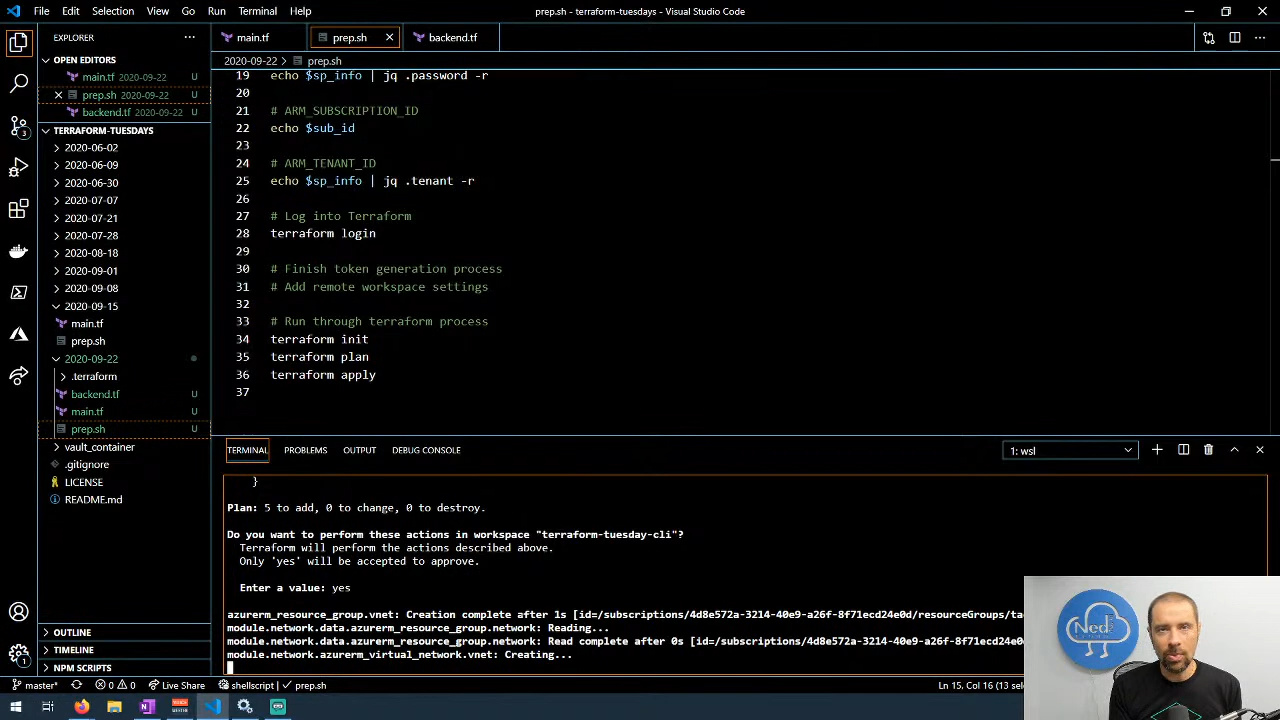 File Edit Selection View Go Run Terminal Help
prep.sh - terraform-tuesdays - Visual Studio Code
EXPLORER
main.tf
prep.sh
backend.tf
OPEN EDITORS
main.tf 2020-09-22 U
prep.sh 2020-09-22 U
backend.tf 2020-09-22 U
TERRAFORM-TUESDAYS
2020-06-02
2020-06-09
2020-06-30
2020-07-07
2020-07-21
2020-07-28
2020-08-18
2020-09-01
2020-09-08
2020-09-15
main.tf
prep.sh
2020-09-22
.terraform
backend.tf U
main.tf U
prep.sh U
vault_container
.gitignore
LICENSE
README.md
OUTLINE
TIMELINE
NPM SCRIPTS
3
1
2020-09-22 > prep.sh
19 echo $sp_info | jq .password -r
20
21 # ARM_SUBSCRIPTION_ID
22 echo $sub_id
23
24 # ARM_TENANT_ID
25 echo $sp_info | jq .tenant -r
26
27 # Log into Terraform
28 terraform login
29
30 # Finish token generation process
31 # Add remote workspace settings
32
33 # Run through terraform process
34 terraform init
35 terraform plan
36 terraform apply
37
TERMINAL PROBLEMS OUTPUT DEBUG CONSOLE
1: wsl
}
Plan: 5 to add, 0 to change, 0 to destroy.
Do you want to perform these actions in workspace "terraform-tuesday-cli"?
Terraform will perform the actions described above.
Only 'yes' will be accepted to approve.
Enter a value: yes
azurerm_resource_group.vnet: Creation complete after 1s [id=/subscriptions/4d8e572a-3214-40e9-a26f-8f71ecd24e0d/resourceGroups/ta
module.network.data.azurerm_resource_group.network: Reading...
module.network.data.azurerm_resource_group.network: Read complete after 0s [id=/subscriptions/4d8e572a-3214-40e9-a26f-8f71ecd24e0
module.network.azurerm_virtual_network.vnet: Creating...
master* 0 0 Live Share shellscript prep.sh
Ln 15, Col 16 (13 sel